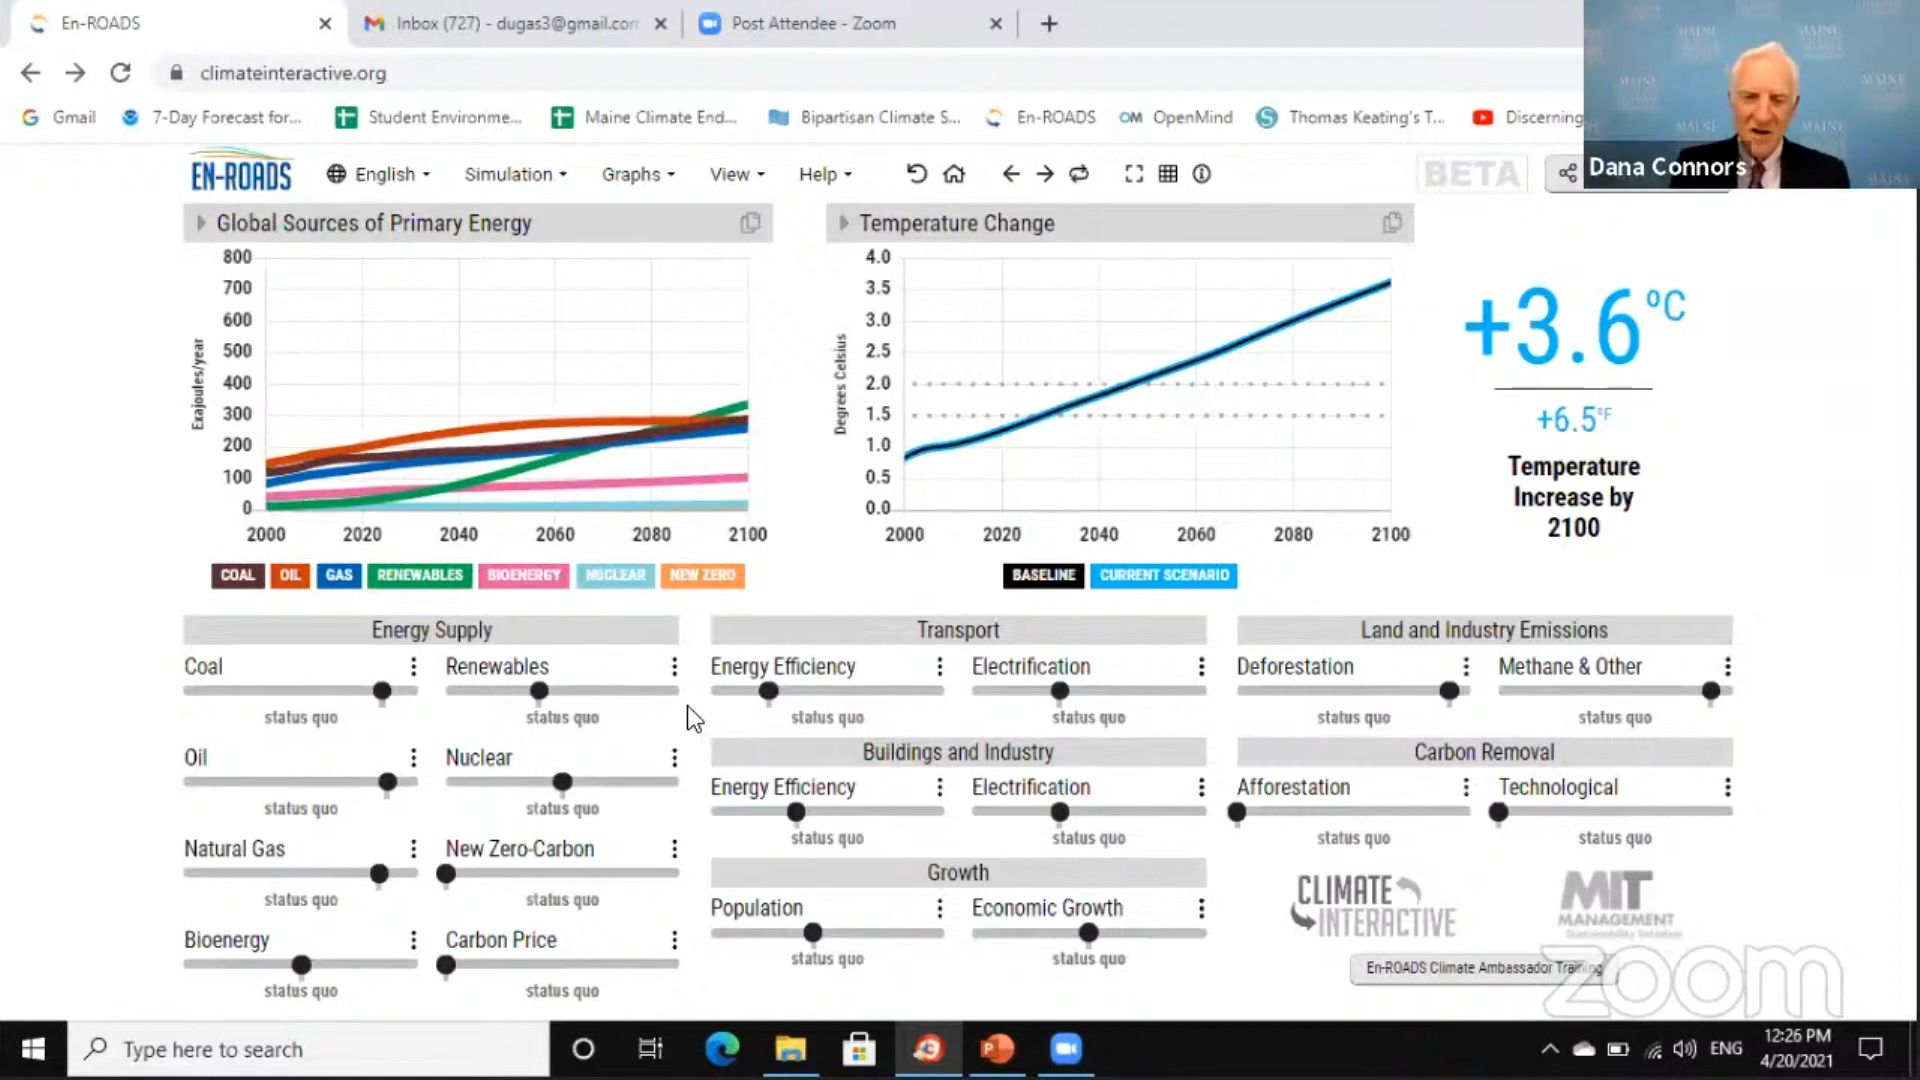 En-ROADS
Inbox (727) - dugas3@gmail.con
Post Attendee - Zoom
climateinteractive.org
Gmail
7-Day Forecast for...
Student Environme...
Maine Climate End...
Bipartisan Climate S...
En-ROADS
OM OpenMind
Thomas Keating's T...
Discerning
Dana Connors
EN-ROADS
English
Simulation
Graphs
View
Help
BETA
Global Sources of Primary Energy
Exajoules/year
800
700
600
500
400
300
200
100
0
2000 2020 2040 2060 2080 2100
COAL OIL GAS RENEWABLES BIOENERGY NUCLEAR NEW ZERO
Temperature Change
Degrees Celsius
4.0
3.5
3.0
2.5
2.0
1.5
1.0
0.5
0.0
2000 2020 2040 2060 2080 2100
BASELINE CURRENT SCENARIO
+3.6 °C
+6.5°F
Temperature
Increase by
2100
Energy Supply
Coal
status quo
Renewables
status quo
Oil
status quo
Nuclear
status quo
Natural Gas
status quo
New Zero-Carbon
status quo
Bioenergy
status quo
Carbon Price
status quo
Transport
Energy Efficiency
status quo
Electrification
status quo
Buildings and Industry
Energy Efficiency
status quo
Electrification
status quo
Growth
Population
status quo
Economic Growth
status quo
Land and Industry Emissions
Deforestation
status quo
Methane & Other
status quo
Carbon Removal
Afforestation
status quo
Technological
status quo
CLIMATE
INTERACTIVE
MIT
MANAGEMENT
Sustainability Initiative
En-ROADS Climate Ambassador Training
zoom
Type here to search
ENG
12:26 PM
4/20/2021